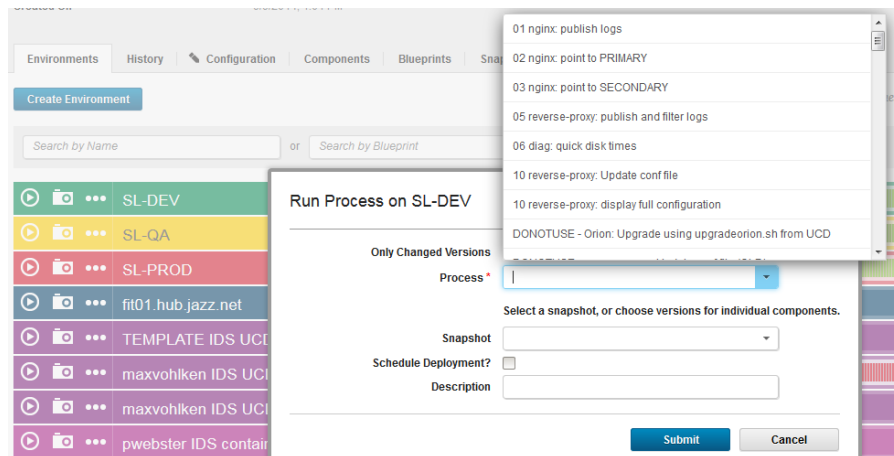 01 nginx: publish logs
02 nginx: point to PRIMARY
03 nginx: point to SECONDARY
05 reverse-proxy: publish and filter logs
06 diag: quick disk times
10 reverse-proxy: Update conf file
10 reverse-proxy: display full configuration
DONOTUSE - Orion: Upgrade using upgradeorion.sh from UCD
Environments
History
Configuration
Components
Blueprints
Snap
Create Environment
Search by Name
or
Search by Blueprint
SL-DEV
SL-QA
SL-PROD
fit01.hub.jazz.net
TEMPLATE IDS UCD
maxvohlken IDS UCD
maxvohlken IDS UCD
pwebster IDS contain
Run Process on SL-DEV
Only Changed Versions
Process *
Select a snapshot, or choose versions for individual components.
Snapshot
Schedule Deployment?
Description
Submit
Cancel